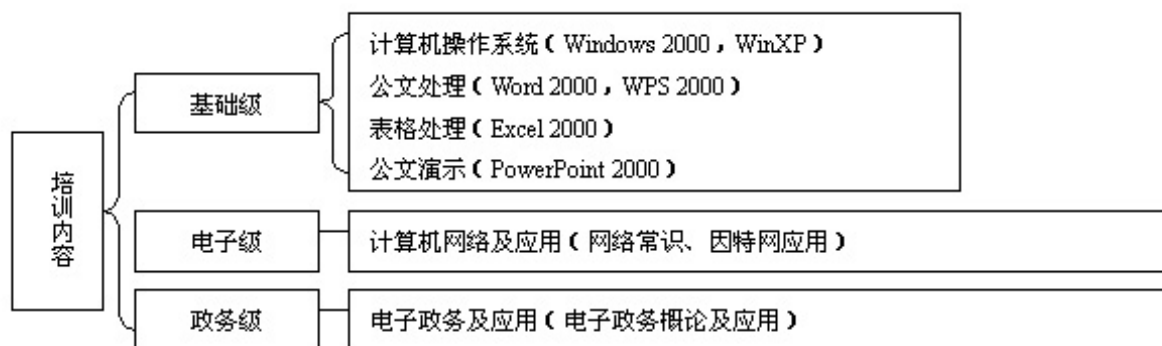 培训内容
基础级
计算机操作系统（Windows 2000，WinXP）
公文处理（Word 2000，WPS 2000）
表格处理（Excel 2000）
公文演示（PowerPoint 2000）
电子级
计算机网络及应用（网络常识、因特网应用）
政务级
电子政务及应用（电子政务概论及应用）